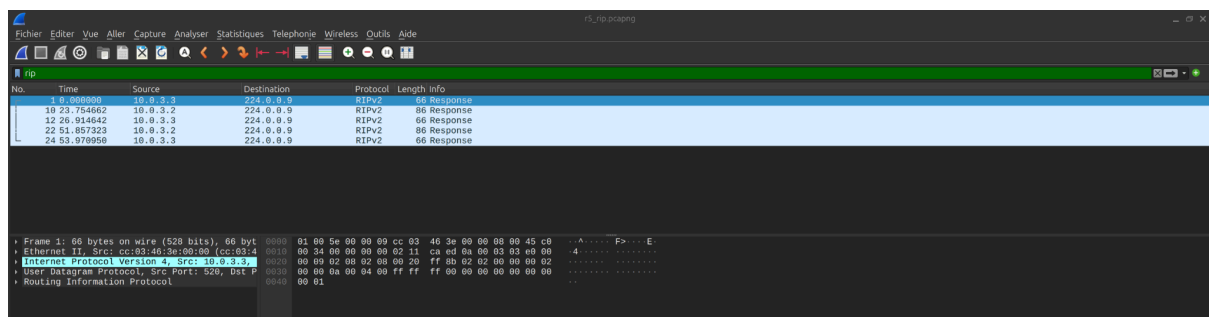 r5_rip.pcapng
Fichier Editer Vue Aller Capture Analyser Statistiques Telephonie Wireless Outils Aide
rip
No. Time Source Destination Protocol Length Info
1 0.000000 10.0.3.3 224.0.0.9 RIPv2 66 Response
10 23.754662 10.0.3.2 224.0.0.9 RIPv2 86 Response
12 26.914642 10.0.3.3 224.0.0.9 RIPv2 66 Response
22 51.857323 10.0.3.2 224.0.0.9 RIPv2 86 Response
24 53.970950 10.0.3.3 224.0.0.9 RIPv2 66 Response
Frame 1: 66 bytes on wire (528 bits), 66 byt 0000 01 00 5e 00 00 09 cc 03 46 3e 00 00 08 00 45 c0 ··^····· F>····E·
Ethernet II, Src: cc:03:46:3e:00:00 (cc:03:4 0010 00 34 00 00 00 00 02 11 ca ed 0a 00 03 03 e0 00 ·4······ ········
Internet Protocol Version 4, Src: 10.0.3.3, 0020 00 09 02 08 02 08 00 20 ff 8b 02 02 00 00 00 02 ······· ········
User Datagram Protocol, Src Port: 520, Dst P 0030 00 00 0a 00 04 00 ff ff ff 00 00 00 00 00 00 00 ········ ········
Routing Information Protocol 0040 00 01 ··